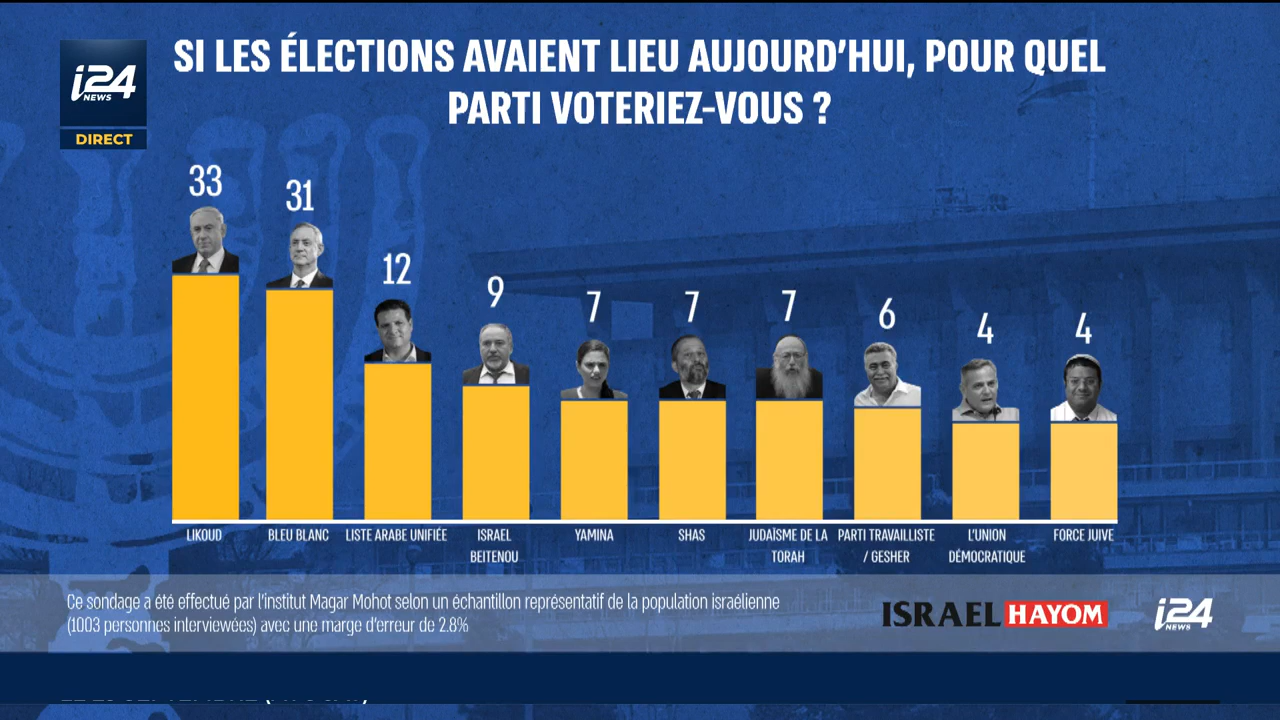 i24
NEWS
DIRECT
SI LES ÉLECTIONS AVAIENT LIEU AUJOURD'HUI, POUR QUEL
PARTI VOTERIEZ-VOUS ?
33
31
12
9
7
7
7
6
4
4
LIKOUD
BLEU BLANC
LISTE ARABE UNIFIÉE
ISRAEL
BEITENOU
YAMINA
SHAS
JUDAÏSME DE LA
TORAH
PARTI TRAVAILLISTE
/ GESHER
L'UNION
DÉMOCRATIQUE
FORCE JUIVE
Ce sondage a été effectué par l'institut Magar Mohot selon un échantillon représentatif de la population israélienne
(1003 personnes interviewées) avec une marge d'erreur de 2.8%
ISRAEL HAYOM
i24
NEWS